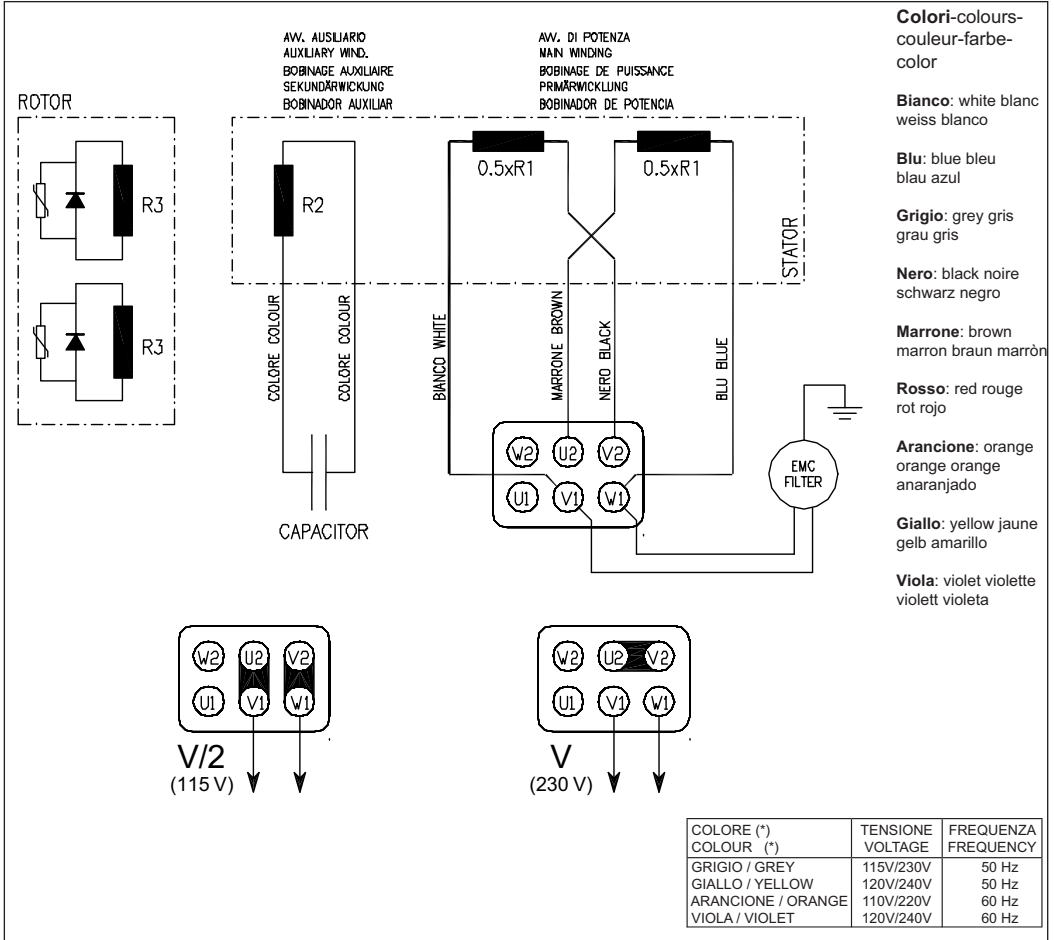 AVV. AUSILIARIO
AUXILIARY WIND.
BOBINAGE AUXILIAIRE
SEKUNDÄRWICKUNG
BOBINADOR AUXILIAR
AVV. DI POTENZA
MAIN WINDING
BOBINAGE DE PUISSANCE
PRIMÄRWICKLUNG
BOBINADOR DE POTENCIA
ROTOR
R3
R3
R2
0.5xR1
0.5xR1
STATOR
COLORE COLOUR
COLORE COLOUR
BIANCO WHITE
MARRONE BROWN
NERO BLACK
BLU BLUE
CAPACITOR
W2 U2 V2
U1 V1 W1
EMC
FILTER
W2 U2 V2
U1 V1 W1
V/2
(115 V)
W2 U2 V2
U1 V1 W1
V
(230 V)
Colori-colours-
couleur-farbe-
color
Bianco: white blanc
weiss blanco
Blu: blue bleu
blau azul
Grigio: grey gris
grau gris
Nero: black noire
schwarz negro
Marrone: brown
marron braun marròn
Rosso: red rouge
rot rojo
Arancione: orange
orange orange
anaranjado
Giallo: yellow jaune
gelb amarillo
Viola: violet violette
violett violeta
COLORE (*) TENSIONE FREQUENZA
COLOUR (*) VOLTAGE FREQUENCY
GRIGIO / GREY 115V/230V 50 Hz
GIALLO / YELLOW 120V/240V 50 Hz
ARANCIONE / ORANGE 110V/220V 60 Hz
VIOLA / VIOLET 120V/240V 60 Hz